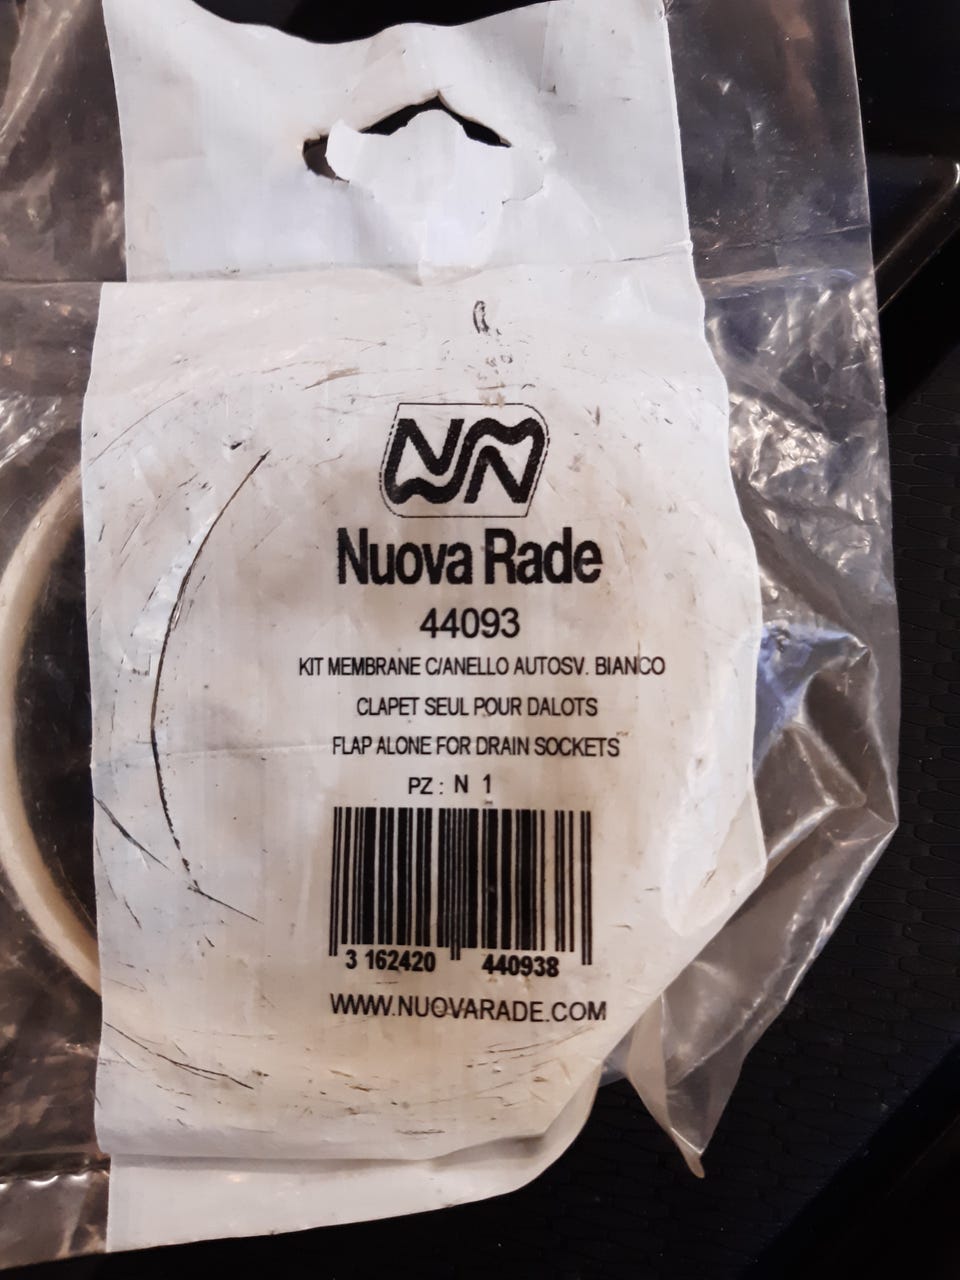 Nuova Rade
44093
KIT MEMBRANE C/ANELLO AUTOSV. BIANCO
CLAPET SEUL POUR DALOTS
FLAP ALONE FOR DRAIN SOCKETS
PZ : N 1
3 162420 440938
WWW.NUOVARADE.COM